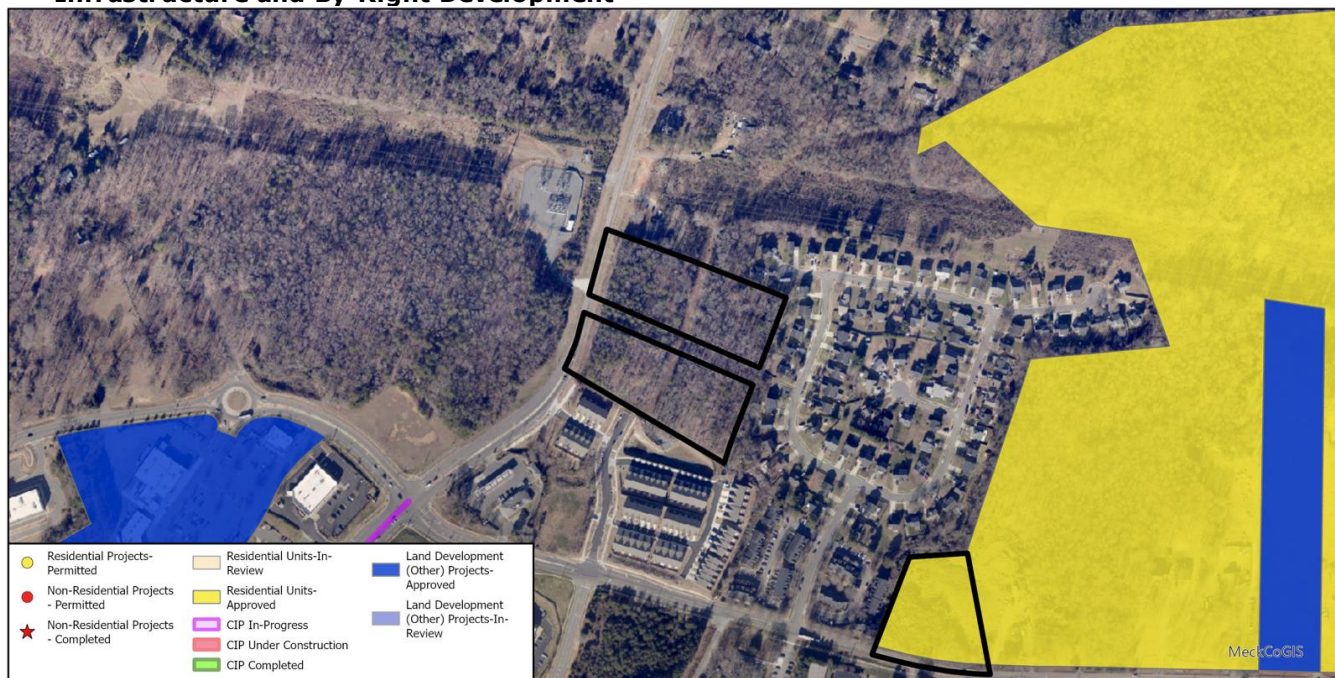 Infrastructure and By-Right Development
Residential Projects-
Permitted
Non-Residential Projects
- Permitted
Non-Residential Projects
- Completed
Residential Units-In-
Review
Residential Units-
Approved
CIP In-Progress
CIP Under Construction
CIP Completed
Land Development
(Other) Projects-
Approved
Land Development
(Other) Projects-In-
Review
MeckCoGIS